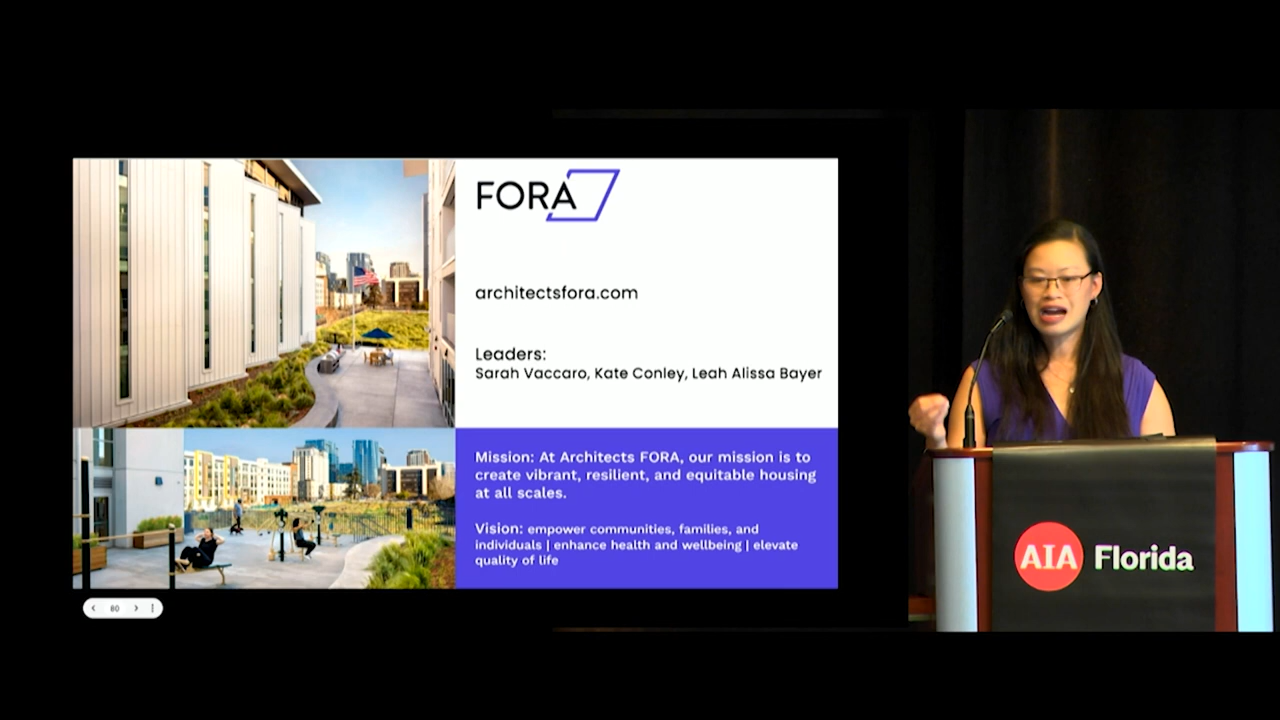 FORA
architectsfora.com
Leaders:
Sarah Vaccaro, Kate Conley, Leah Alissa Bayer
Mission: At Architects FORA, our mission is to
create vibrant, resilient, and equitable housing
at all scales.
Vision: empower communities, families, and
individuals | enhance health and wellbeing | elevate
quality of life
80
AIA Florida